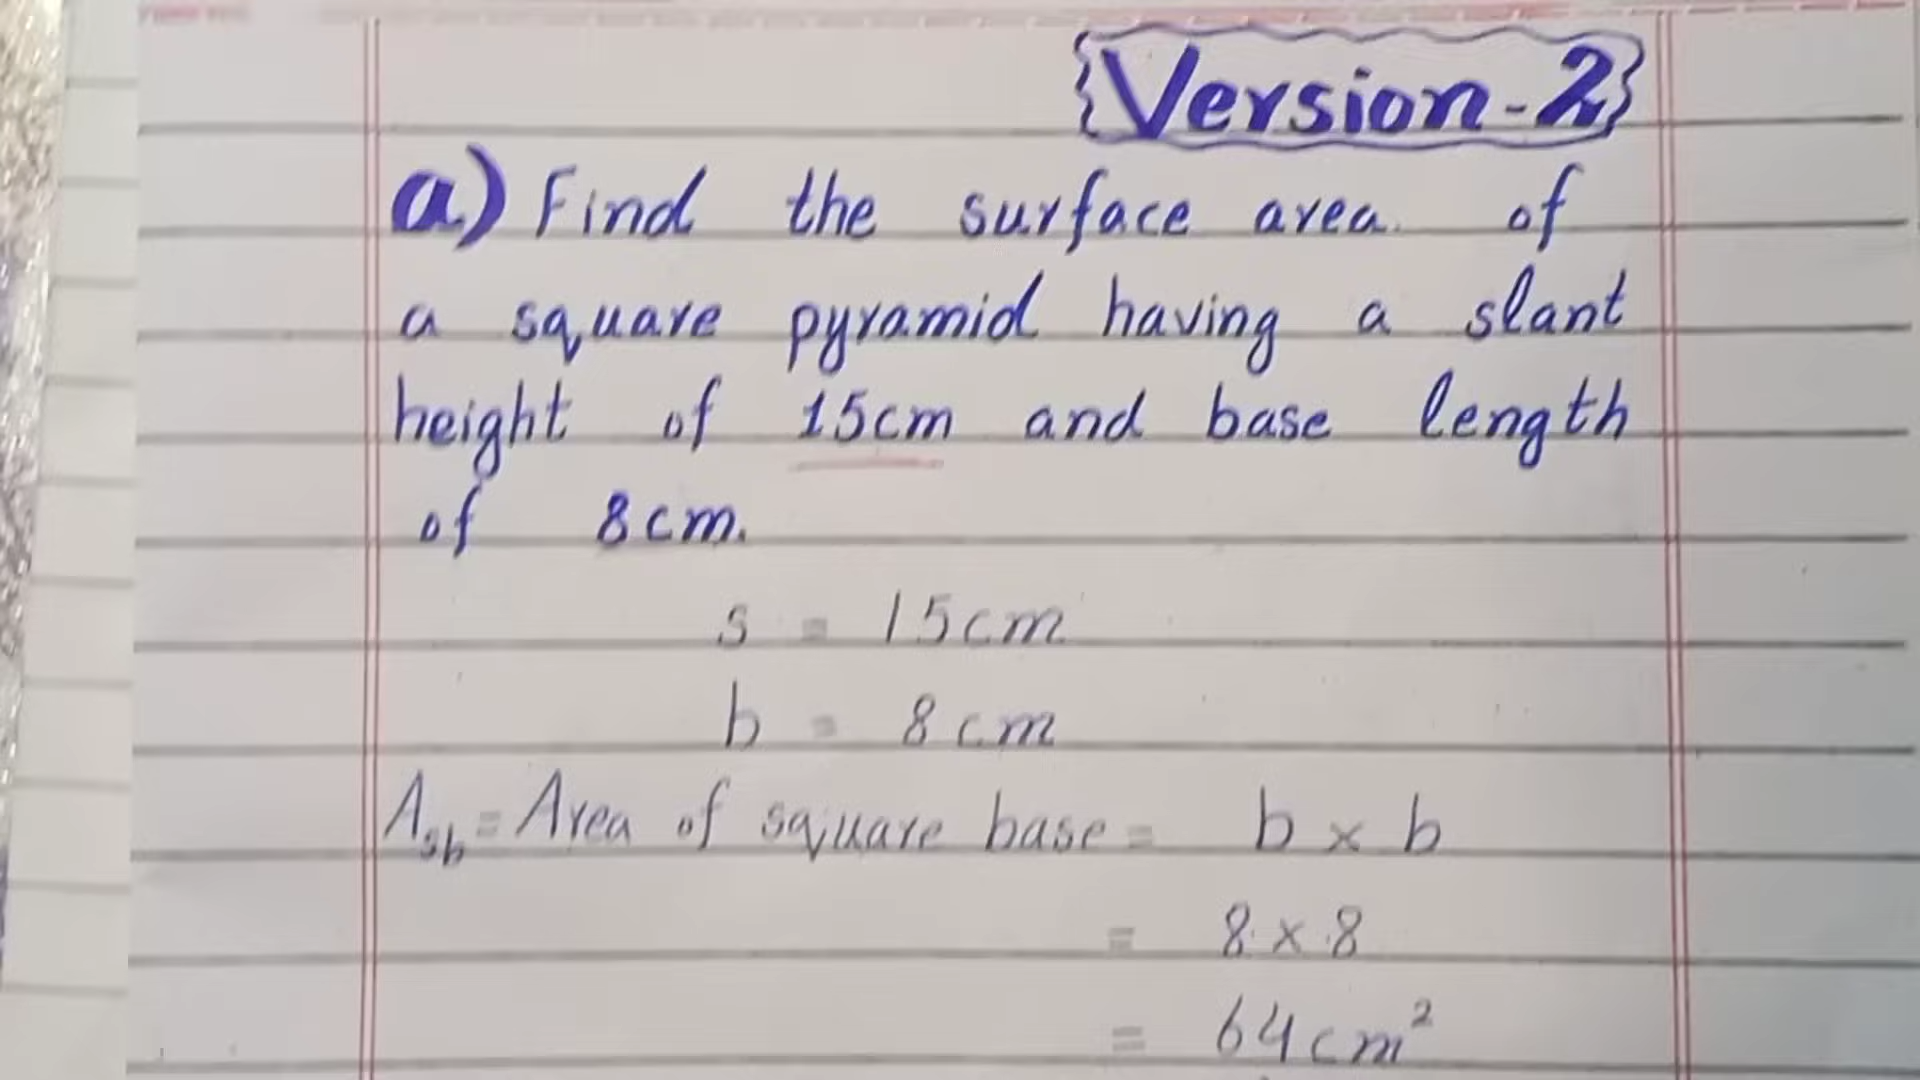 {Version-2}
a) Find the surface area of
a square pyramid having a slant
height of 15cm and base length
of 8cm.
s = 15cm
b = 8cm
Asb = Area of square base = b × b
= 8 × 8
= 64cm²